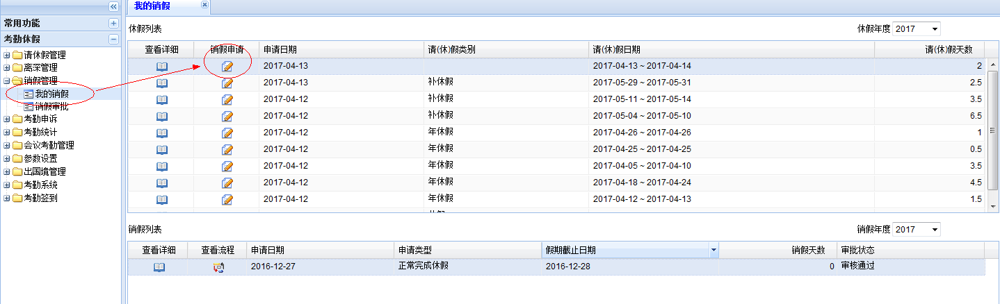 常用功能
考勤休假
请休假管理
离深管理
销假管理
我的销假
销假审批
考勤申诉
考勤统计
会议考勤管理
参数设置
出国境管理
考勤系统
考勤签到
我的销假
休假列表 休假年度 2017
查看详细 销假申请 申请日期 请(休)假类别 请(休)假日期 请(休)假天数
2017-04-13 2017-04-13 ~ 2017-04-14 2
2017-04-13 补休假 2017-05-29 ~ 2017-05-31 2.5
2017-04-12 补休假 2017-05-11 ~ 2017-05-14 3.5
2017-04-12 补休假 2017-05-04 ~ 2017-05-10 6.5
2017-04-12 年休假 2017-04-26 ~ 2017-04-26 1
2017-04-12 年休假 2017-04-25 ~ 2017-04-25 0.5
2017-04-12 年休假 2017-04-05 ~ 2017-04-10 3.5
2017-04-12 年休假 2017-04-18 ~ 2017-04-24 4.5
2017-04-12 年休假 2017-04-12 ~ 2017-04-13 1.5
销假列表 销假年度 2017
查看详细 查看流程 申请日期 申请类型 假期截止日期 销假天数 审批状态
2016-12-27 正常完成休假 2016-12-28 0 审核通过